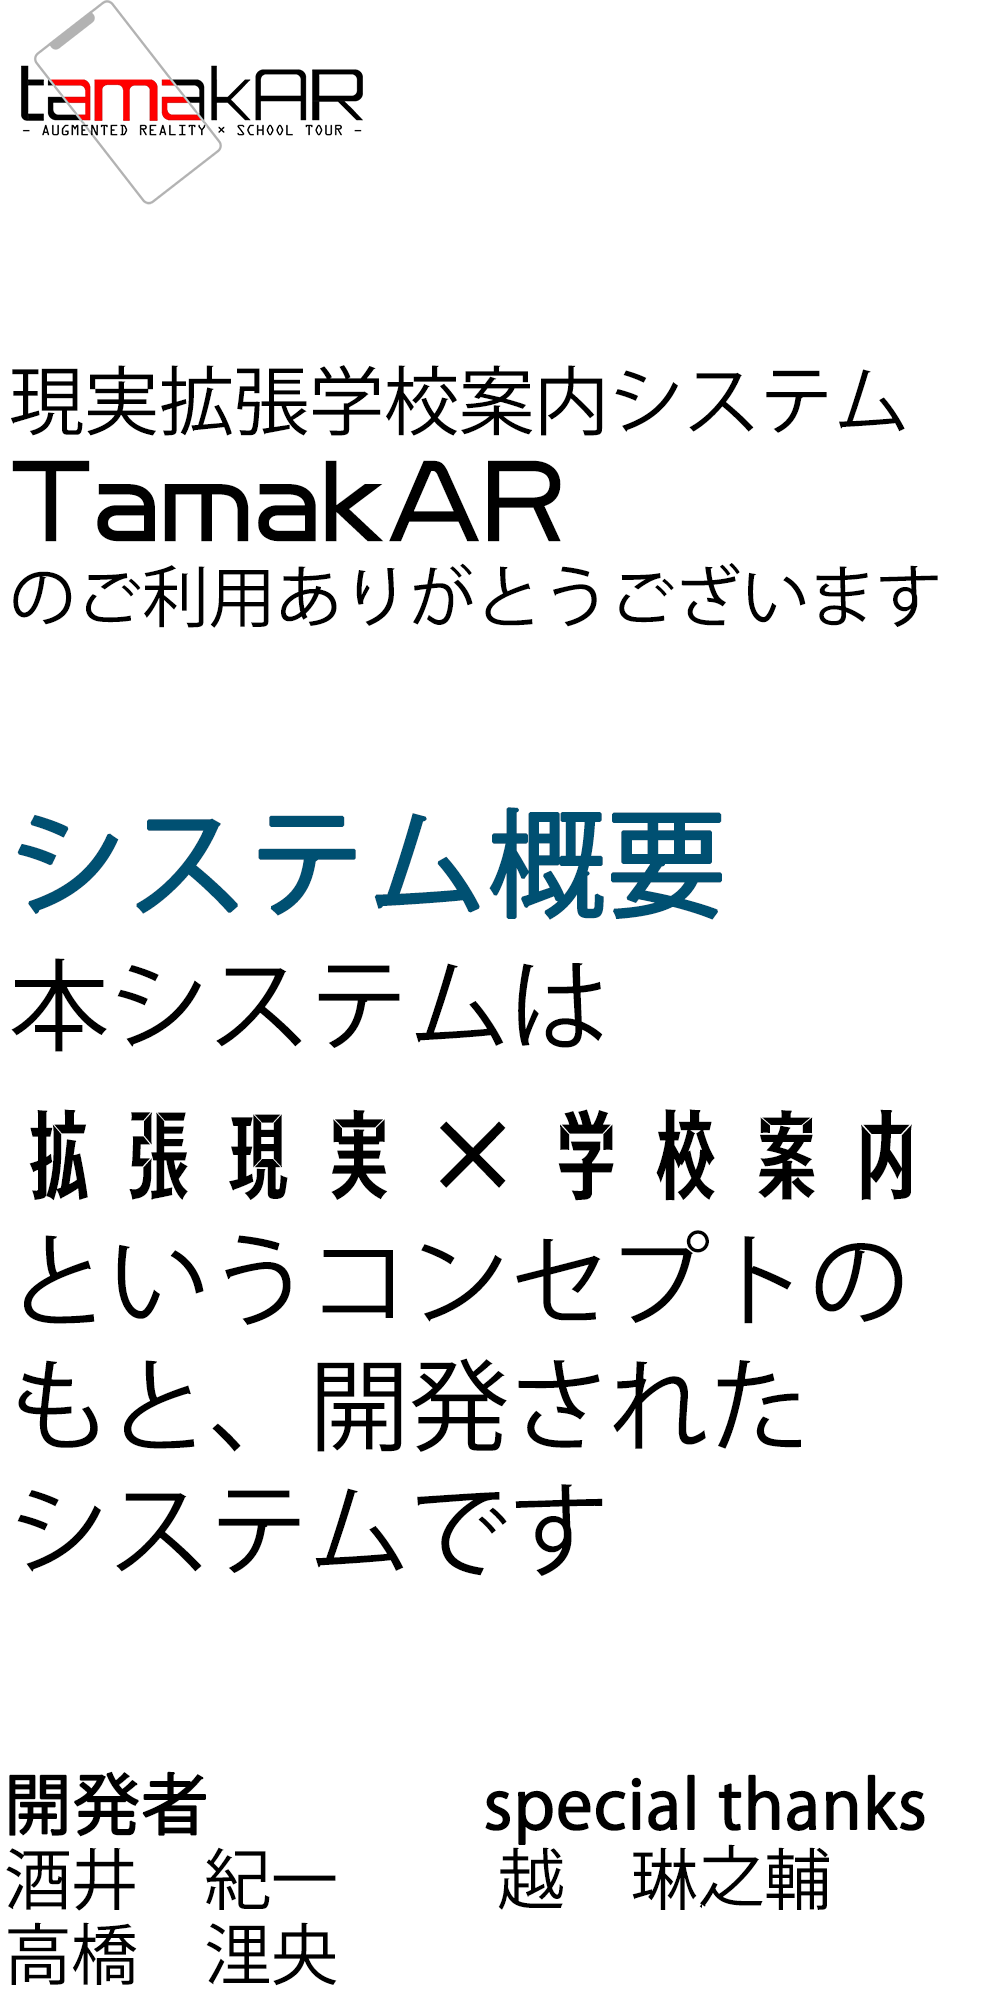 tamakAR
- AUGMENTED REALITY × SCHOOL TOUR -
現実拡張学校案内システム
TamakAR
のご利用ありがとうございます
システム概要
本システムは
拡張現実×学校案内
というコンセプトの
もと、開発された
システムです
開発者
酒井　紀一
高橋　浬央
special thanks
越　琳之輔